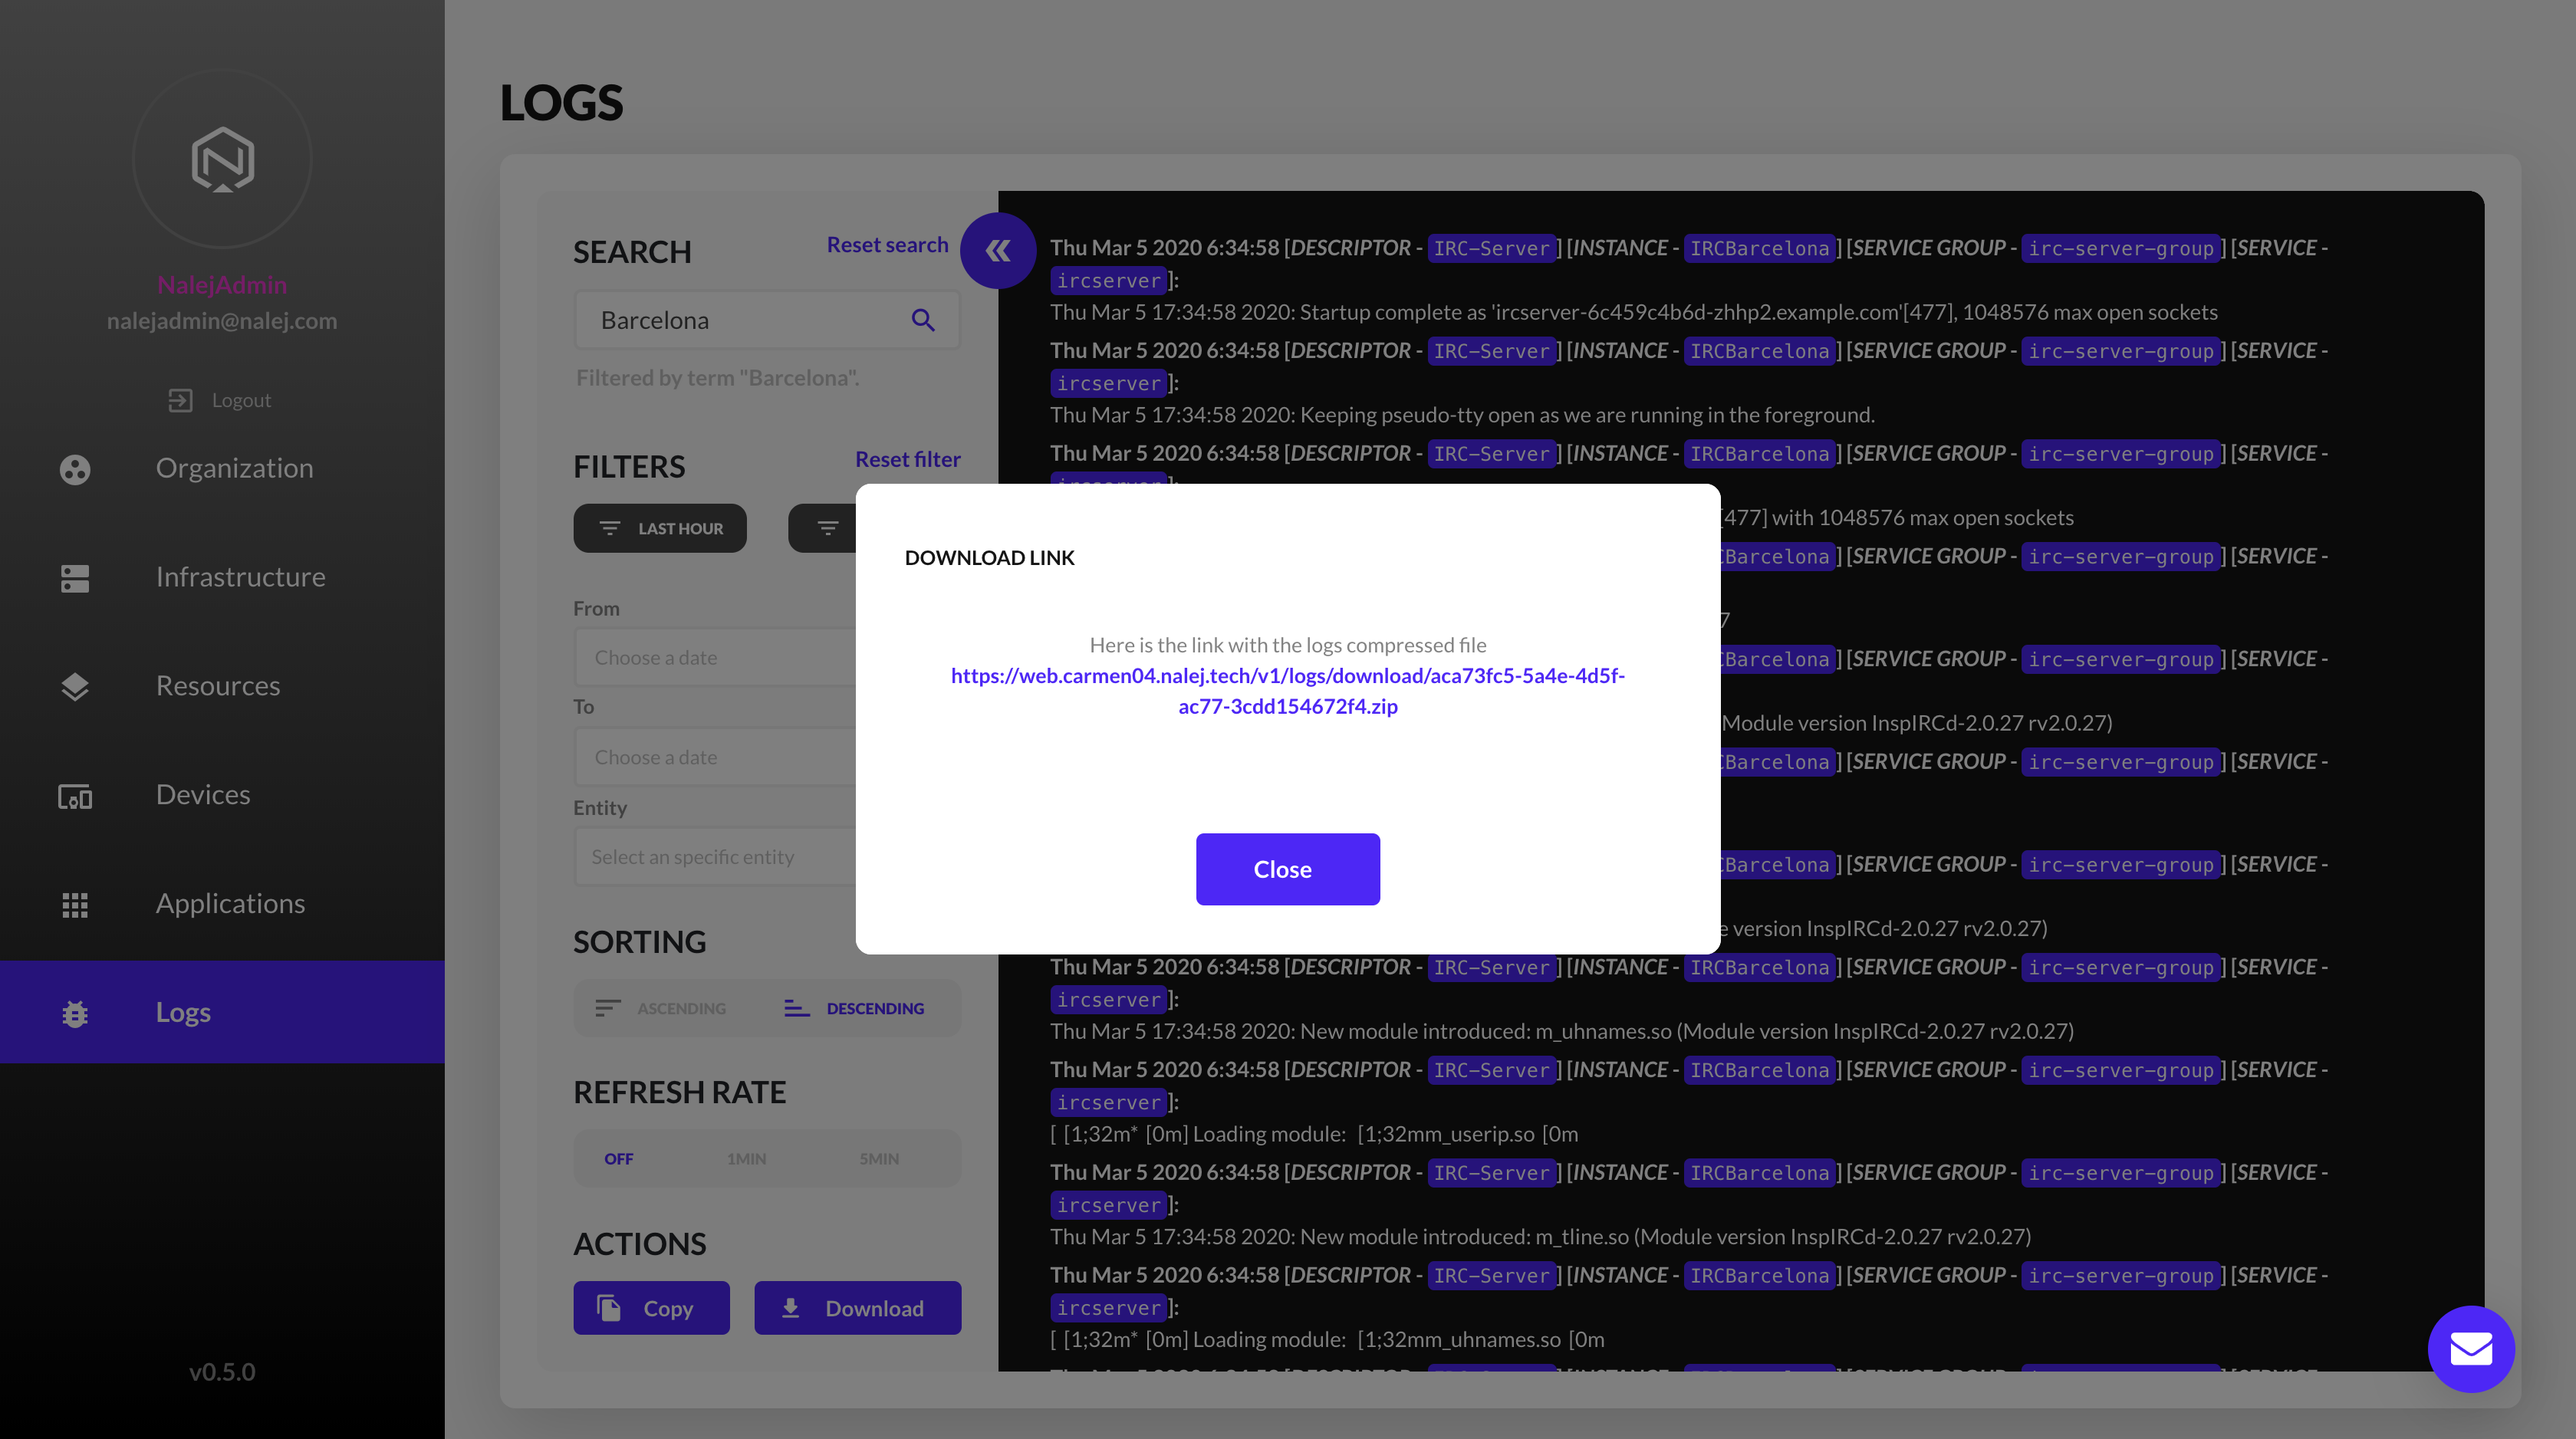 NalejAdmin
nalejadmin@nalej.com
Logout
Organization
Infrastructure
Resources
Devices
Applications
Logs
v0.5.0
LOGS
SEARCH
Reset search
Barcelona
Filtered by term "Barcelona".
FILTERS
Reset filter
LAST HOUR
From
Choose a date
To
Choose a date
Entity
Select an specific entity
SORTING
ASCENDING
DESCENDING
REFRESH RATE
OFF
1MIN
5MIN
ACTIONS
Copy
Download
Thu Mar 5 2020 6:34:58 [DESCRIPTOR - IRC-Server] [INSTANCE - IRCBarcelona] [SERVICE GROUP - irc-server-group] [SERVICE -
ircserver]:
Thu Mar 5 17:34:58 2020: Startup complete as 'ircserver-6c459c4b6d-zhhp2.example.com'[477], 1048576 max open sockets
Thu Mar 5 2020 6:34:58 [DESCRIPTOR - IRC-Server] [INSTANCE - IRCBarcelona] [SERVICE GROUP - irc-server-group] [SERVICE -
ircserver]:
Thu Mar 5 17:34:58 2020: Keeping pseudo-tty open as we are running in the foreground.
Thu Mar 5 2020 6:34:58 [DESCRIPTOR - IRC-Server] [INSTANCE - IRCBarcelona] [SERVICE GROUP - irc-server-group] [SERVICE -
[477] with 1048576 max open sockets
Barcelona] [SERVICE GROUP - irc-server-group] [SERVICE -
7
Barcelona] [SERVICE GROUP - irc-server-group] [SERVICE -
Module version InspIRCd-2.0.27 rv2.0.27)
Barcelona] [SERVICE GROUP - irc-server-group] [SERVICE -
Barcelona] [SERVICE GROUP - irc-server-group] [SERVICE -
e version InspIRCd-2.0.27 rv2.0.27)
Thu Mar 5 2020 6:34:58 [DESCRIPTOR - IRC-Server] [INSTANCE - IRCBarcelona] [SERVICE GROUP - irc-server-group] [SERVICE -
ircserver]:
Thu Mar 5 17:34:58 2020: New module introduced: m_uhnames.so (Module version InspIRCd-2.0.27 rv2.0.27)
Thu Mar 5 2020 6:34:58 [DESCRIPTOR - IRC-Server] [INSTANCE - IRCBarcelona] [SERVICE GROUP - irc-server-group] [SERVICE -
ircserver]:
[ [1;32m* [0m] Loading module: [1;32mm_userip.so [0m
Thu Mar 5 2020 6:34:58 [DESCRIPTOR - IRC-Server] [INSTANCE - IRCBarcelona] [SERVICE GROUP - irc-server-group] [SERVICE -
ircserver]:
Thu Mar 5 17:34:58 2020: New module introduced: m_tline.so (Module version InspIRCd-2.0.27 rv2.0.27)
Thu Mar 5 2020 6:34:58 [DESCRIPTOR - IRC-Server] [INSTANCE - IRCBarcelona] [SERVICE GROUP - irc-server-group] [SERVICE -
ircserver]:
[ [1;32m* [0m] Loading module: [1;32mm_uhnames.so [0m
DOWNLOAD LINK
Here is the link with the logs compressed file
https://web.carmen04.nalej.tech/v1/logs/download/aca73fc5-5a4e-4d5f-
ac77-3cdd154672f4.zip
Close